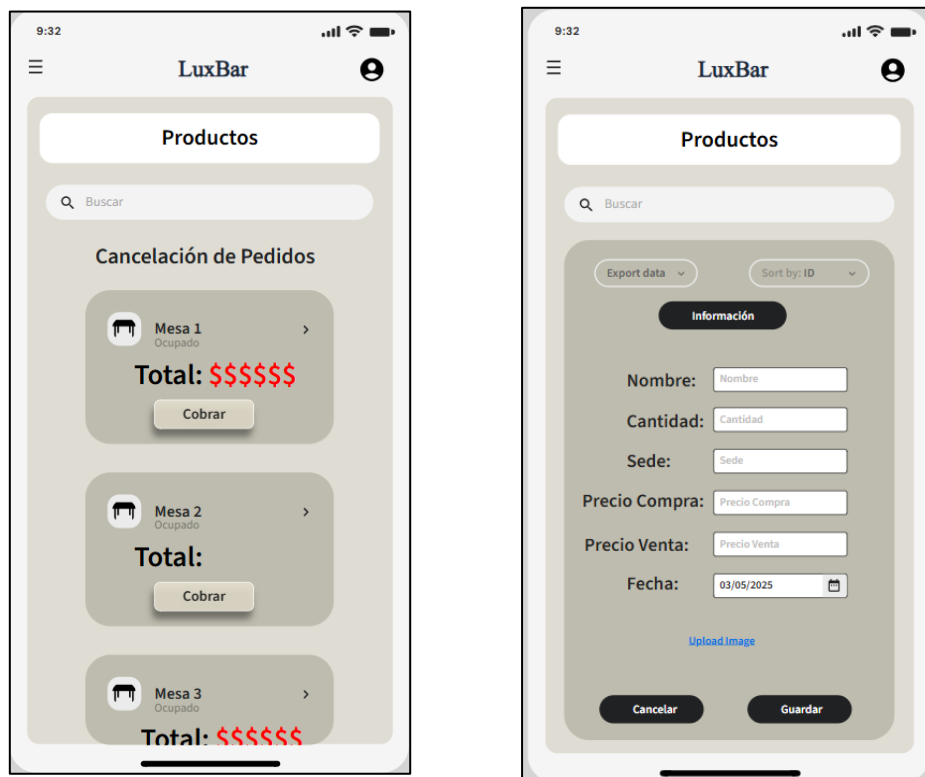 9:32
LuxBar
Productos
Buscar
Cancelación de Pedidos
Mesa 1
Ocupado
Total: $$$$$$
Cobrar
Mesa 2
Ocupado
Total:
Cobrar
Mesa 3
Ocupado
Total: $$$$$$
9:32
LuxBar
Productos
Buscar
Export data
Sort by: ID
Información
Nombre: Nombre
Cantidad: Cantidad
Sede: Sede
Precio Compra: Precio Compra
Precio Venta: Precio Venta
Fecha: 03/05/2025
Upload Image
Cancelar
Guardar